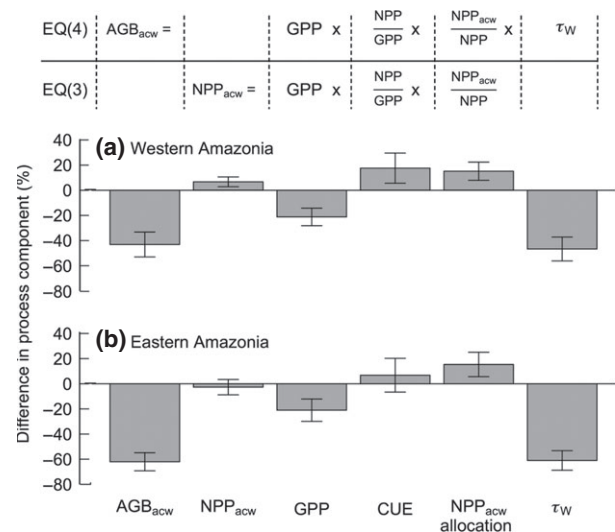 EQ(4) AGBacw = GPP x NPP/GPP x NPPacw/NPP x τW
EQ(3) NPPacw = GPP x NPP/GPP x NPPacw/NPP
(a) Western Amazonia
40
20
0
−20
−40
−60
−80
Difference in process component (%)
(b) Eastern Amazonia
40
20
0
−20
−40
−60
−80
AGBacw NPPacw GPP CUE NPPacw τW
allocation